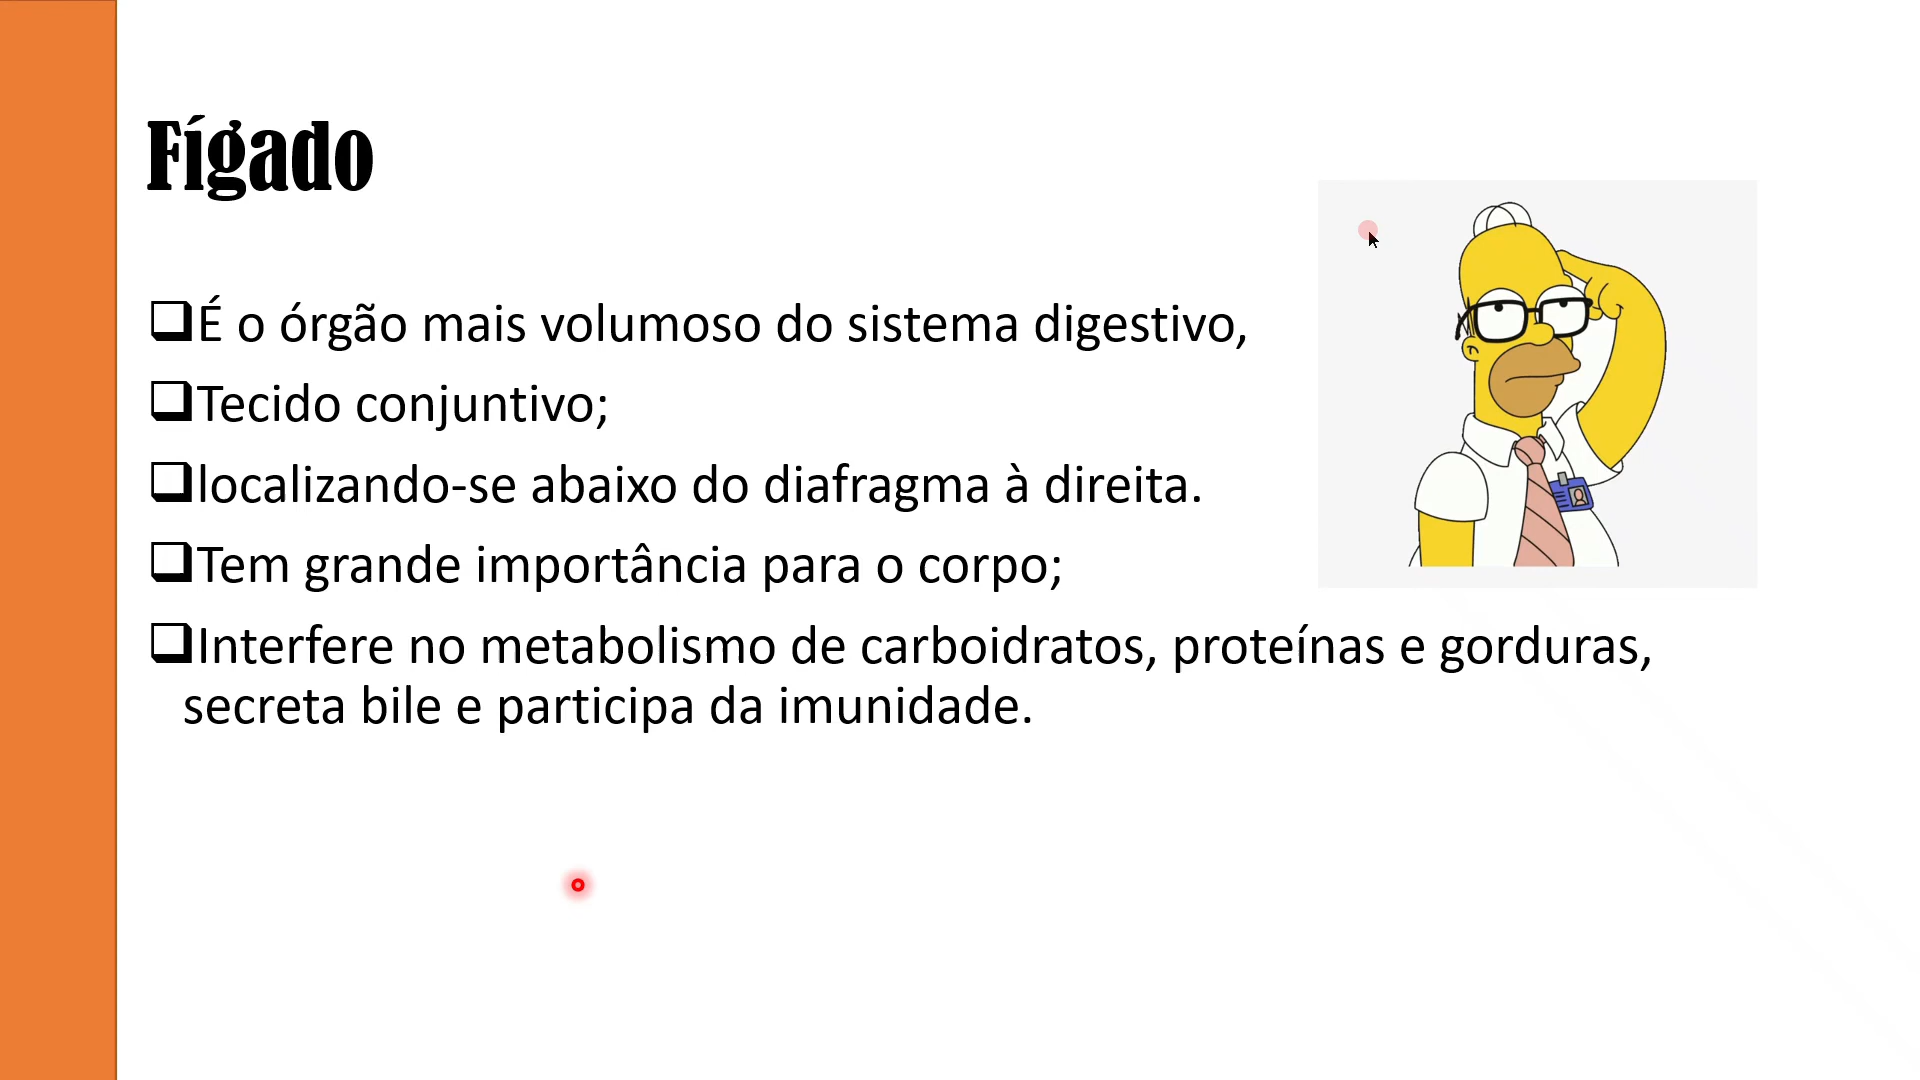 Fígado
É o órgão mais volumoso do sistema digestivo,
Tecido conjuntivo;
localizando-se abaixo do diafragma à direita.
Tem grande importância para o corpo;
Interfere no metabolismo de carboidratos, proteínas e gorduras,
secreta bile e participa da imunidade.